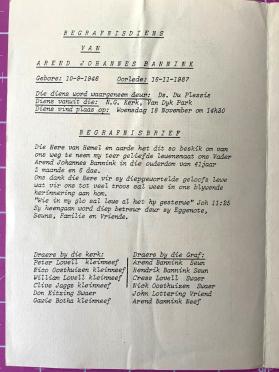 BEGRAFNISDIENS
VAN
AREND JOHANNES BANNINK
Gebore: 10-9-1946 Oorlede: 16-11-1987
Die diens word waargeneem deur: Ds. Du Plessis
Diens vanuit die: N.G. Kerk, Van Dyk Park
Diens vind plaas op: Woensdag 18 November om 14h30
BEGRAFNISBRIEF
Die Here van Hemel en aarde het dit so beskik om van
ons weg te neem my teer geliefde lewensmaat ons Vader
Arend Johannes Bannink in die ouderdom van 41jaar
2 maande en 6 dae.
Ons dank die Here vir sy diepgewortelde geloofs lewe
wat vir ons tot veel troos sal wees in ons blywende
herinnering aan hom.
"Wie in my glo sal lewe al het hy gesterwe" Joh 11:25
Sy heengaan word diep betreur deur sy Eggenote,
Seuns, Familie en Vriende.
Draers by die kerk: Draers by die Graf:
Peter Lovell kleinneef Arend Bannink Seun
Rico Oosthuizen kleinneef Hendrik Bannink Seun
William Lovell kleinneef Cress Lovell Swaer
Clive Jagge kleinneef Nick Oosthuizen Swaer
Don Kitzing Swaer John Lottering Vriend
Gavie Botha kleinneef Arend Bannink Neef